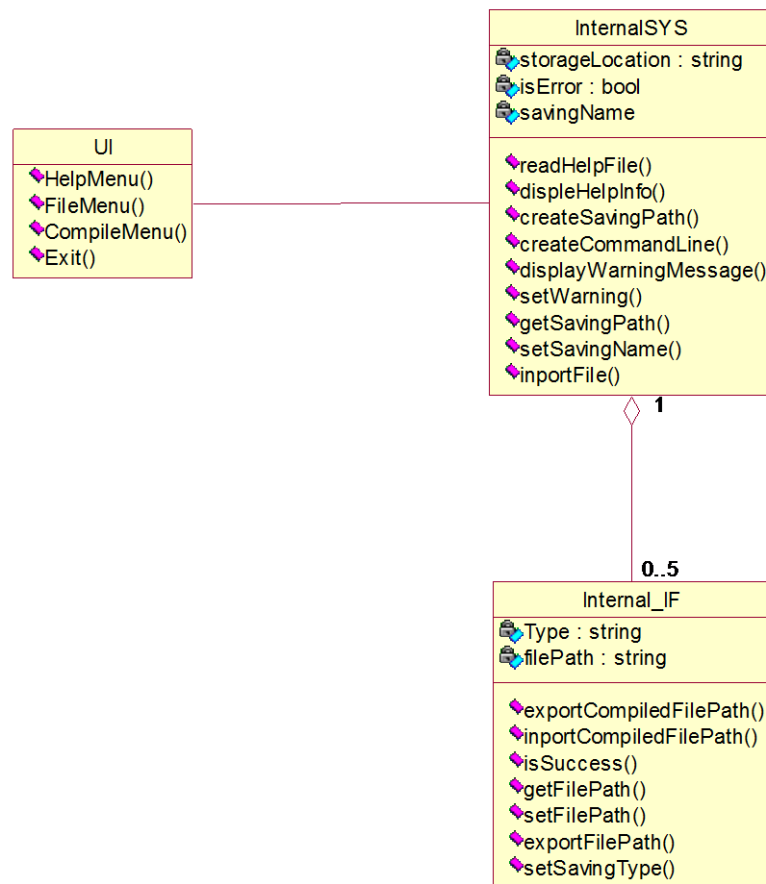 UI
HelpMenu()
FileMenu()
CompileMenu()
Exit()
InternalSYS
storageLocation : string
isError : bool
savingName
readHelpFile()
displeHelpInfo()
createSavingPath()
createCommandLine()
displayWarningMessage()
setWarning()
getSavingPath()
setSavingName()
inportFile()
1
0..5
Internal_IF
Type : string
filePath : string
exportCompiledFilePath()
inportCompiledFilePath()
isSuccess()
getFilePath()
setFilePath()
exportFilePath()
setSavingType()